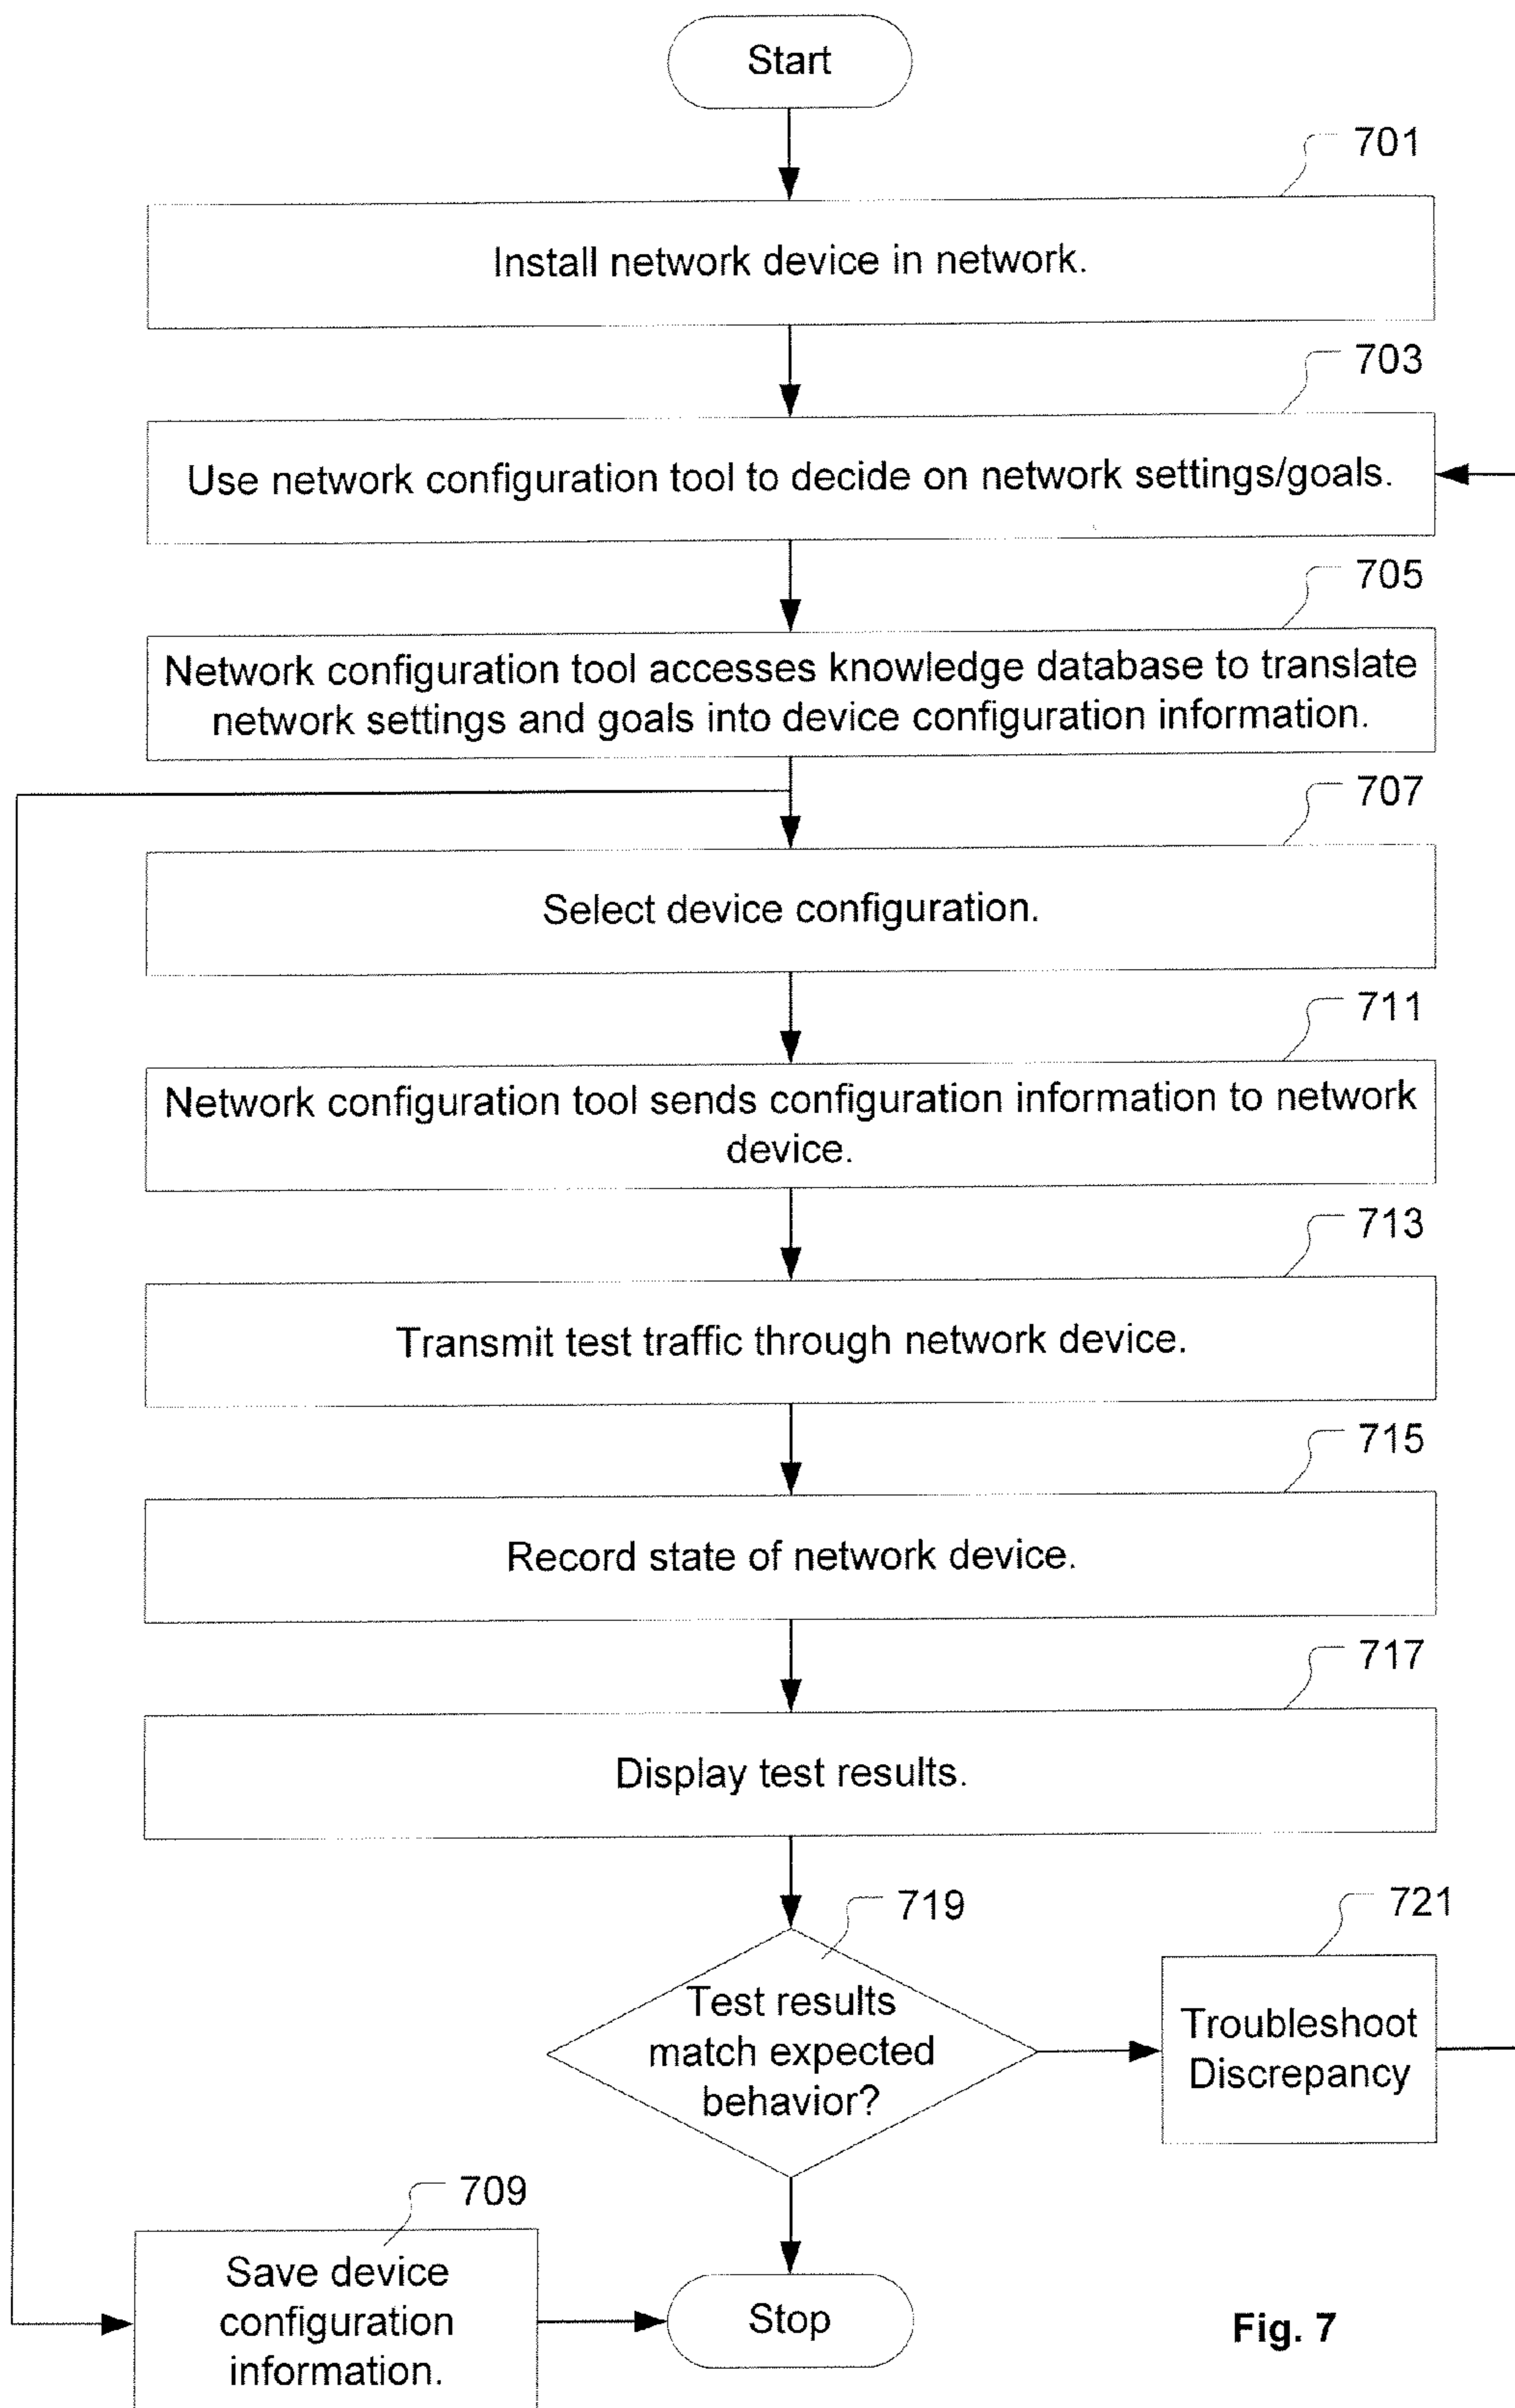 Start
701
Install network device in network.
703
Use network configuration tool to decide on network settings/goals.
705
Network configuration tool accesses knowledge database to translate
network settings and goals into device configuration information.
707
Select device configuration.
711
Network configuration tool sends configuration information to network
device.
713
Transmit test traffic through network device.
715
Record state of network device.
717
Display test results.
719
Test results
match expected
behavior?
721
Troubleshoot
Discrepancy
709
Save device
configuration
information.
Stop
Fig. 7